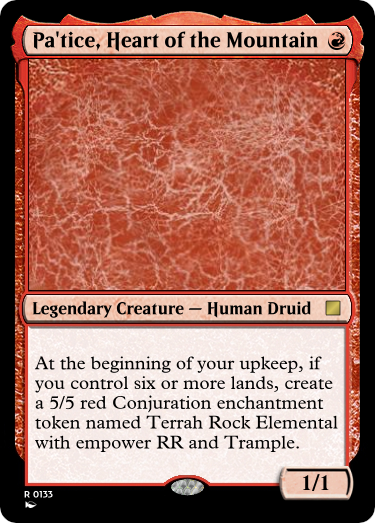 Pa'tice, Heart of the Mountain
Legendary Creature — Human Druid
At the beginning of your upkeep, if
you control six or more lands, create
a 5/5 red Conjuration enchantment
token named Terrah Rock Elemental
with empower RR and Trample.
1/1
R 0133